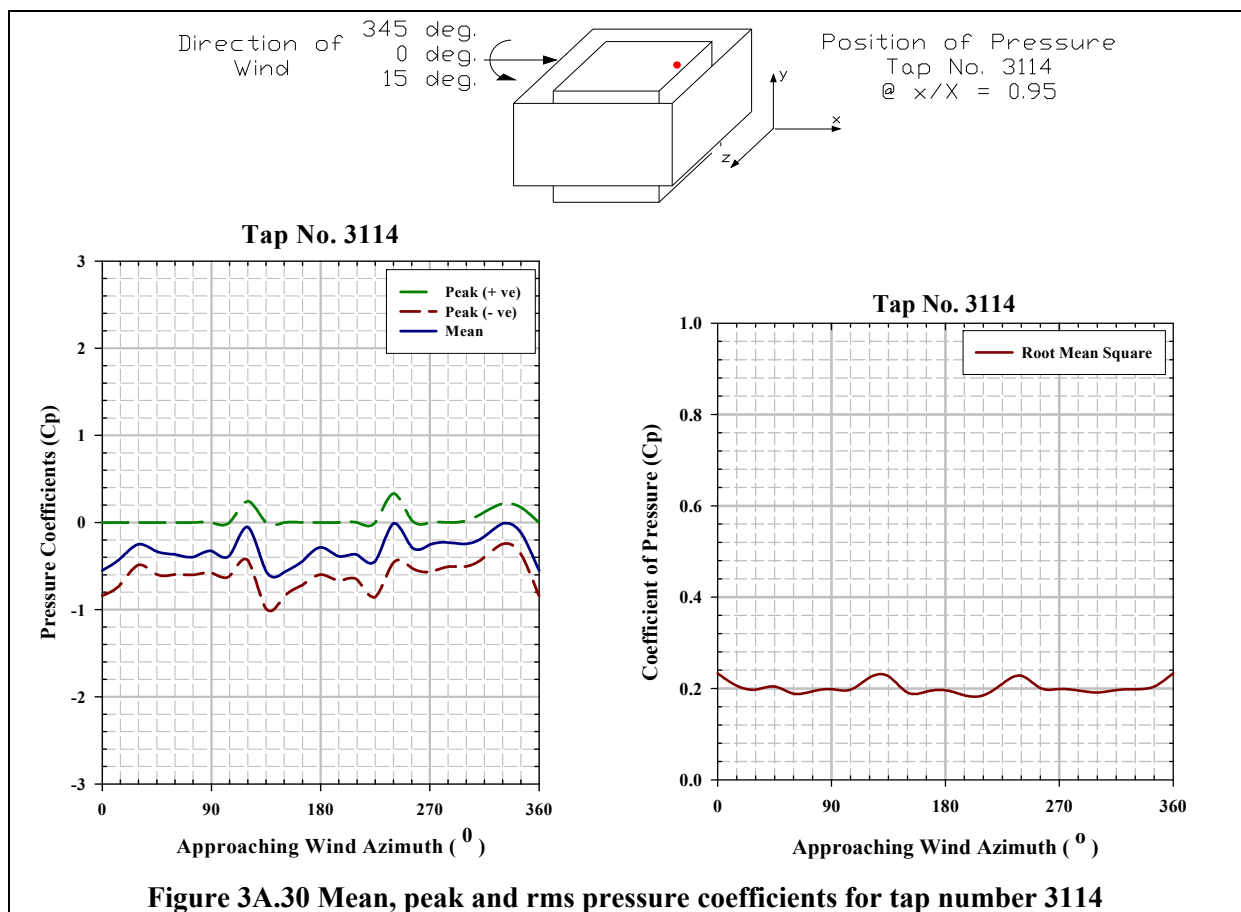 Direction of
Wind
345 deg.
0 deg.
15 deg.
Position of Pressure
Tap No. 3114
@ x/X = 0.95
y
x
z
Tap No. 3114
Peak (+ ve)
Peak (- ve)
Mean
3
2
1
0
-1
-2
-3
Pressure Coefficients (Cp)
0
90
180
270
360
Approaching Wind Azimuth ( 0 )
Tap No. 3114
Root Mean Square
1.0
0.8
0.6
0.4
0.2
0.0
Coefficient of Pressure (Cp)
0
90
180
270
360
Approaching Wind Azimuth ( o )
Figure 3A.30 Mean, peak and rms pressure coefficients for tap number 3114